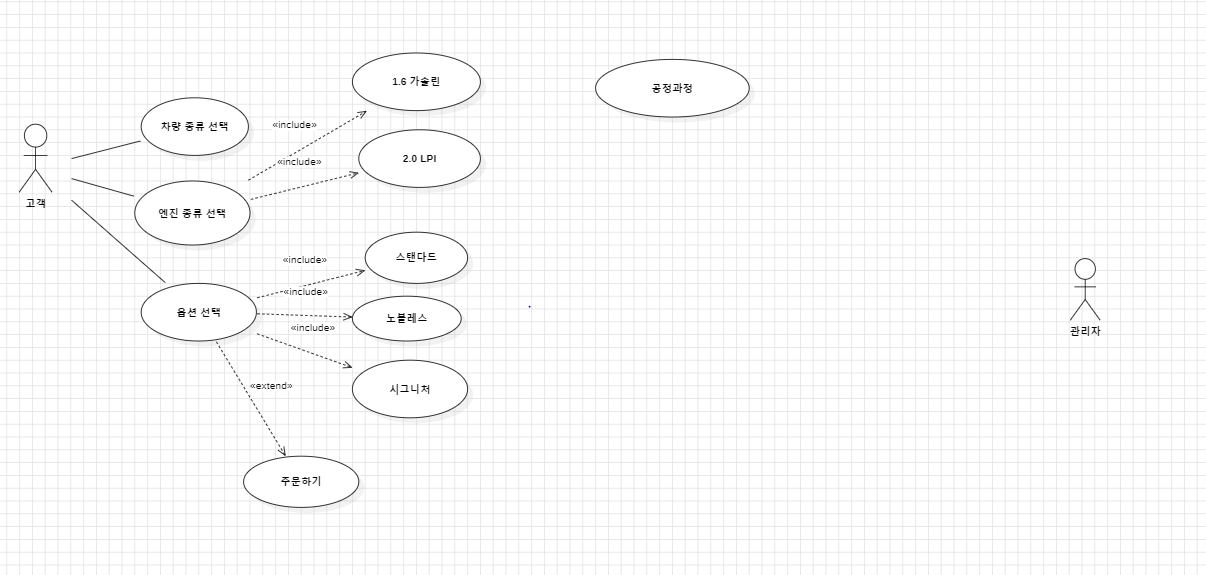 1.6 가솔린
공정과정
차량 종류 선택
«include»
2.0 LPI
«include»
고객
엔진 종류 선택
스탠다드
«include»
«include»
옵션 선택
노블레스
«include»
관리자
시그니처
«extend»
주문하기